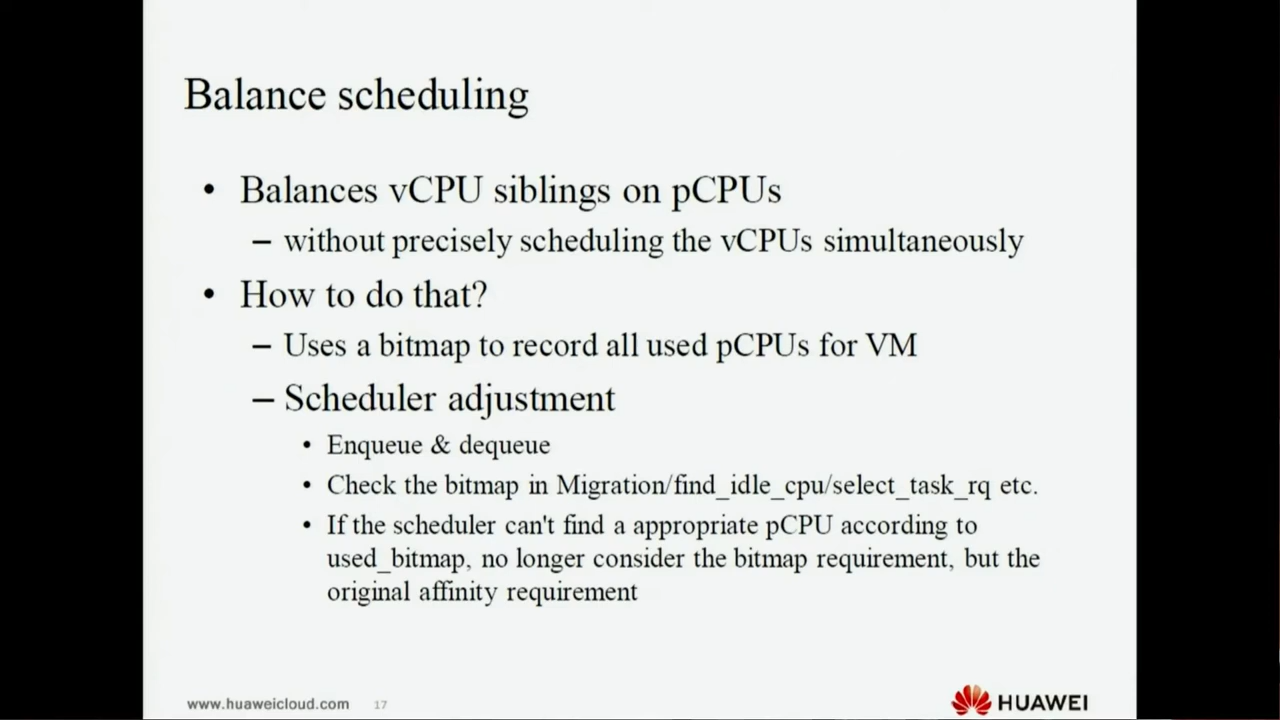 Balance scheduling
• Balances vCPU siblings on pCPUs
– without precisely scheduling the vCPUs simultaneously
• How to do that?
– Uses a bitmap to record all used pCPUs for VM
– Scheduler adjustment
• Enqueue & dequeue
• Check the bitmap in Migration/find_idle_cpu/select_task_rq etc.
• If the scheduler can't find a appropriate pCPU according to
used_bitmap, no longer consider the bitmap requirement, but the
original affinity requirement
www.huaweicloud.com 17
HUAWEI